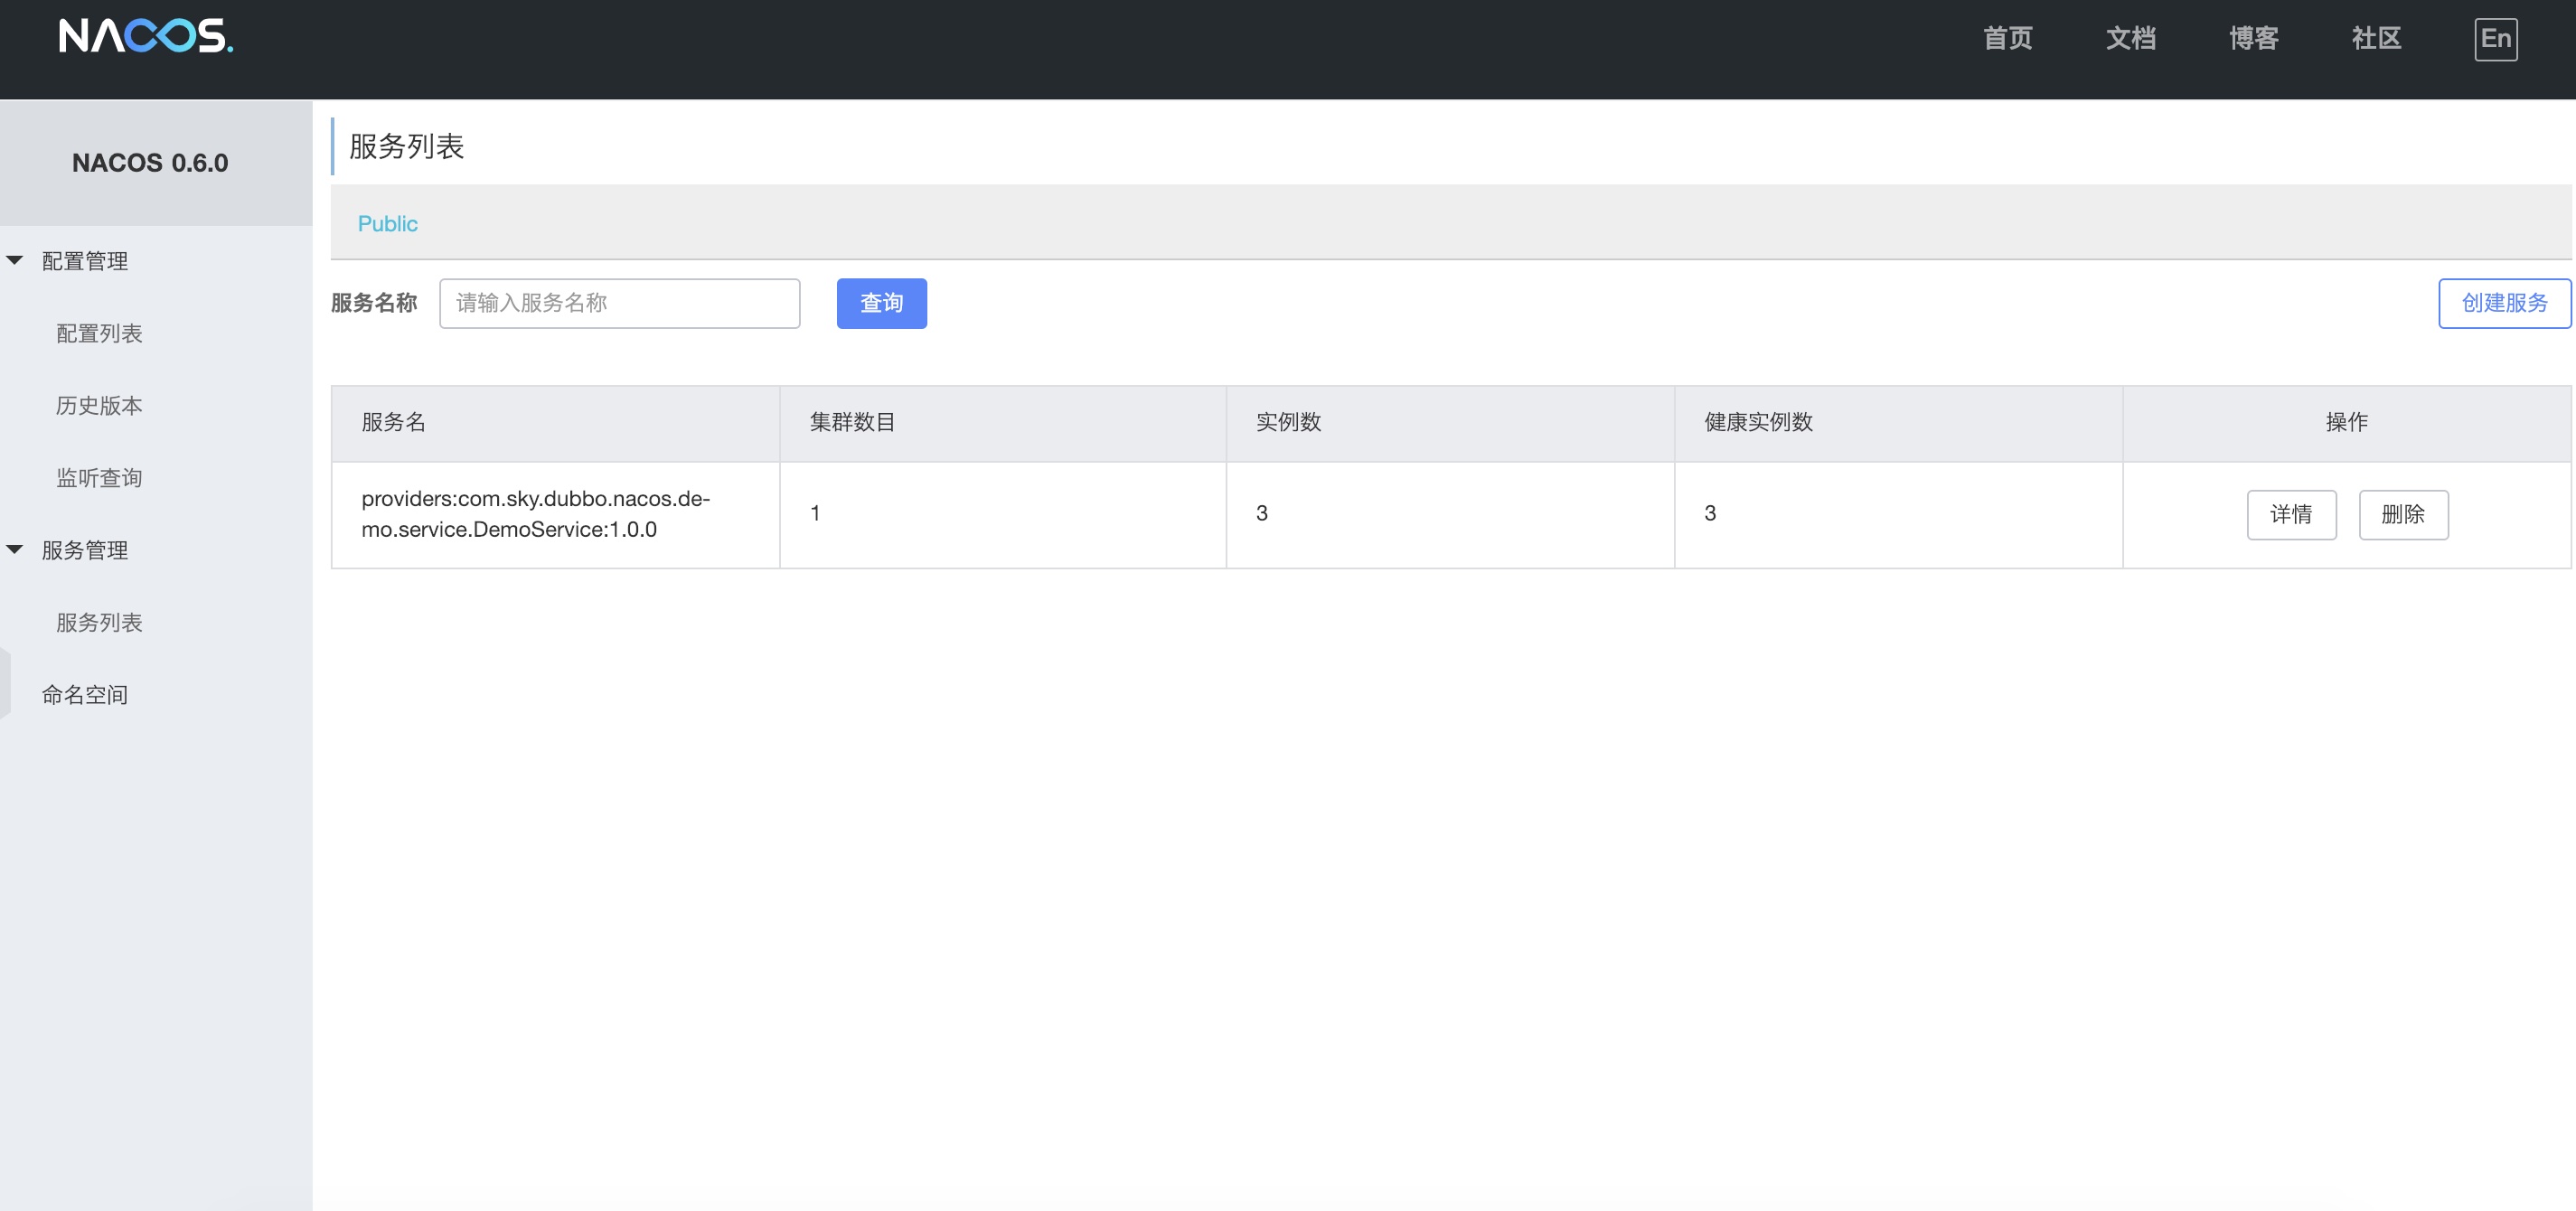 NACOS.
首页 文档 博客 社区 En
NACOS 0.6.0
配置管理
配置列表
历史版本
监听查询
服务管理
服务列表
命名空间
服务列表
Public
服务名称 请输入服务名称 查询 创建服务
服务名 集群数目 实例数 健康实例数 操作
providers:com.sky.dubbo.nacos.de-
mo.service.DemoService:1.0.0
1 3 3 详情 删除